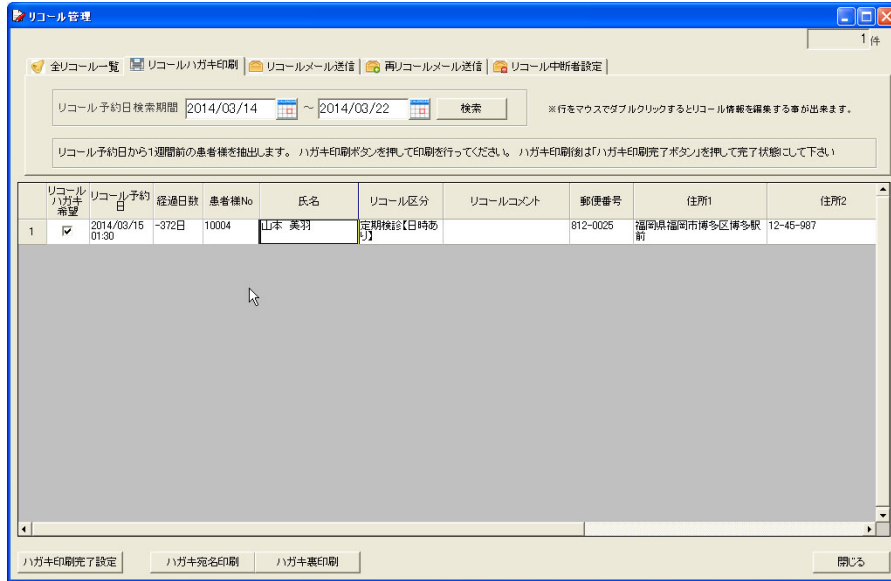 リコール管理
1 件
全リコール一覧 リコールハガキ印刷 リコールメール送信 再リコールメール送信 リコール中断者設定
リコール予約日検索期間 2014/03/14 ～ 2014/03/22 検索 ※行をマウスでダブルクリックするとリコール情報を編集する事が出来ます。
リコール予約日から1週間前の患者様を抽出します。 ハガキ印刷ボタンを押して印刷を行ってください。 ハガキ印刷後は「ハガキ印刷完了ボタン」を押して完了状態にして下さい
リコールハガキ希望 リコール予約日 経過日数 患者様No 氏名 リコール区分 リコールコメント 郵便番号 住所1 住所2
1 2014/03/15 -372日 10004 山本 美羽 定期検診【日時あ 812-0025 福岡県福岡市博多区博多駅 12-45-987
01:30 り】 前
ハガキ印刷完了設定 ハガキ宛名印刷 ハガキ裏印刷 閉じる